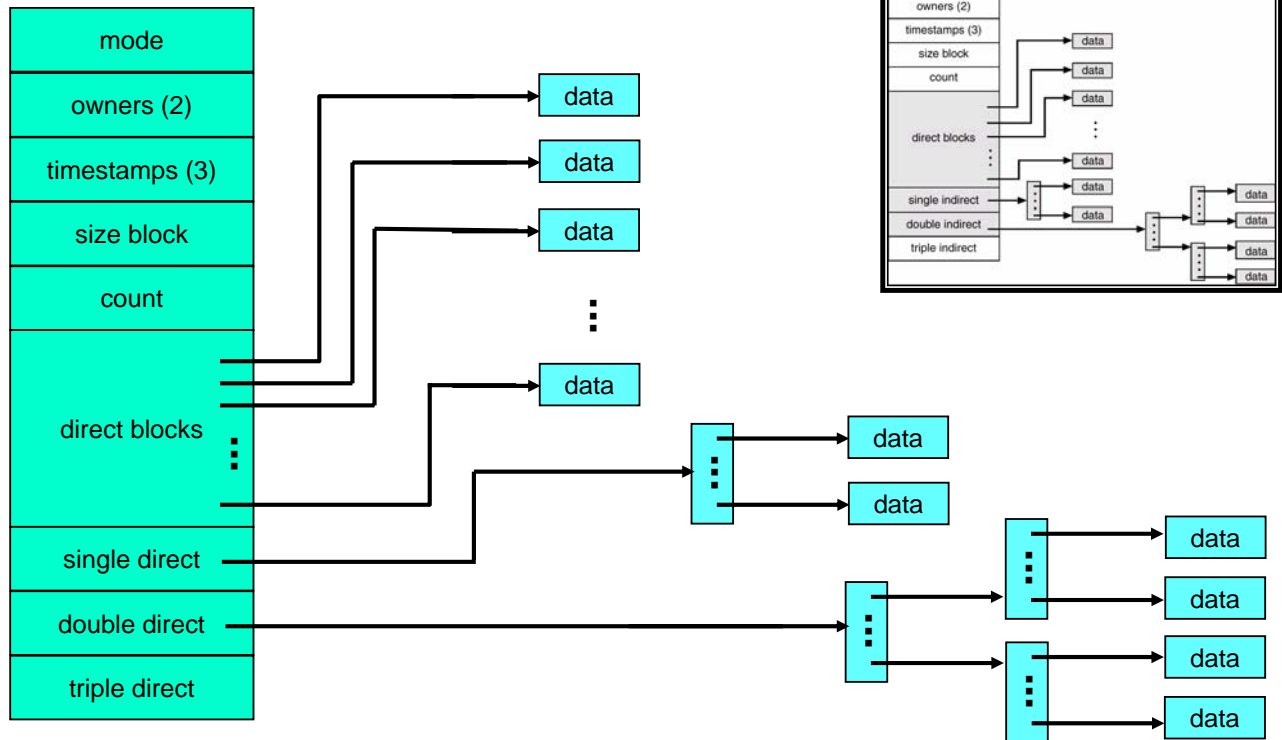 mode
owners (2)
timestamps (3)
size block
count
direct blocks
single direct
double direct
triple direct
data
data
data
data
data
data
data
data
data
data
owners (2)
timestamps (3)
size block
count
direct blocks
single indirect
double indirect
triple indirect
data
data
data
data
data
data
data
data
data
data